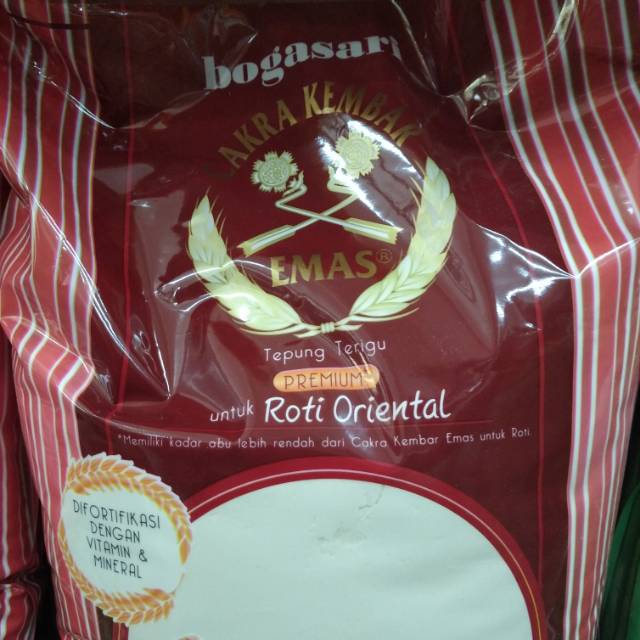 bogasari
CAKRA KEMBAR
EMAS®
Tepung Terigu
PREMIUM*
untuk Roti Oriental
*Memiliki kadar abu lebih rendah dari Cakra Kembar Emas untuk Roti.
DIFORTIFIKASI
DENGAN
VITAMIN &
MINERAL